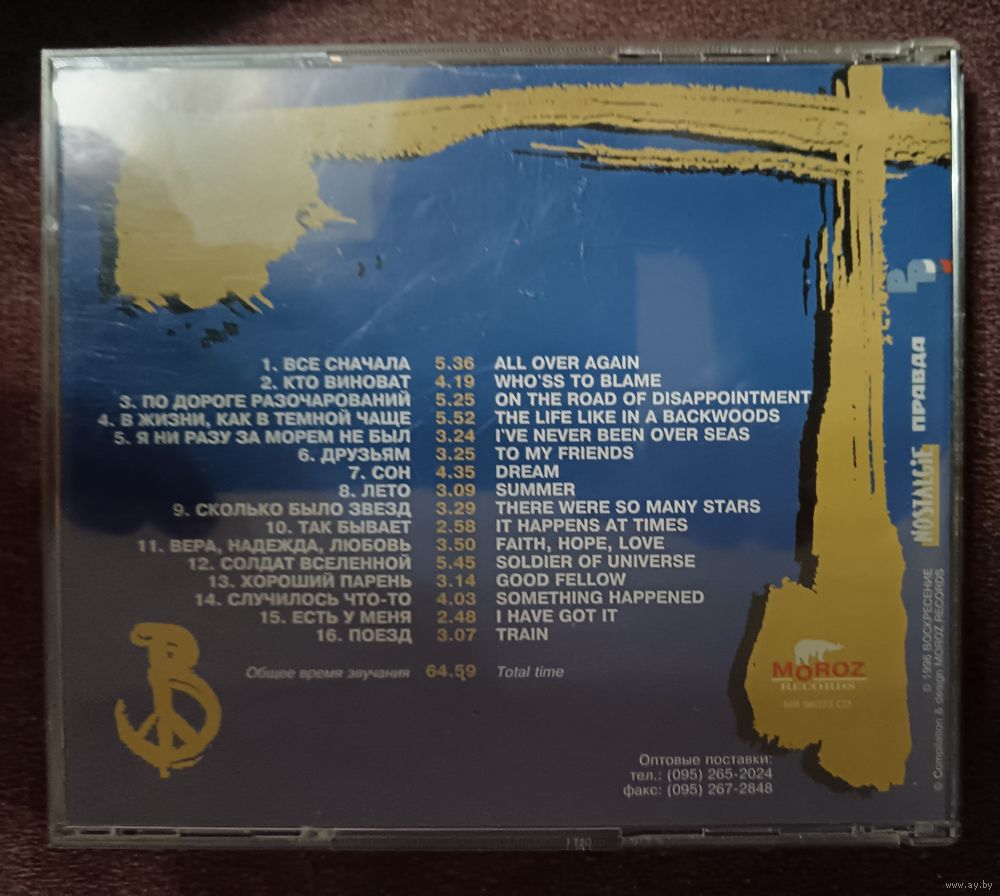 1. ВСЕ СНАЧАЛА 5.36 ALL OVER AGAIN
2. КТО ВИНОВАТ 4.19 WHO'SS TO BLAME
3. ПО ДОРОГЕ РАЗОЧАРОВАНИЙ 5.25 ON THE ROAD OF DISAPPOINTMENT
4. В ЖИЗНИ, КАК В ТЕМНОЙ ЧАЩЕ 5.52 THE LIFE LIKE IN A BACKWOODS
5. Я НИ РАЗУ ЗА МОРЕМ НЕ БЫЛ 3.24 I'VE NEVER BEEN OVER SEAS
6. ДРУЗЬЯМ 3.25 TO MY FRIENDS
7. СОН 4.35 DREAM
8. ЛЕТО 3.09 SUMMER
9. СКОЛЬКО БЫЛО ЗВЕЗД 3.29 THERE WERE SO MANY STARS
10. ТАК БЫВАЕТ 2.58 IT HAPPENS AT TIMES
11. ВЕРА, НАДЕЖДА, ЛЮБОВЬ 3.50 FAITH, HOPE, LOVE
12. СОЛДАТ ВСЕЛЕННОЙ 5.45 SOLDIER OF UNIVERSE
13. ХОРОШИЙ ПАРЕНЬ 3.14 GOOD FELLOW
14. СЛУЧИЛОСЬ ЧТО-ТО 4.03 SOMETHING HAPPENED
15. ЕСТЬ У МЕНЯ 2.48 I HAVE GOT IT
16. ПОЕЗД 3.07 TRAIN
Общее время звучания 64.59 Total time
MOROZ
RECORDS
MR 96073 CD
Оптовые поставки:
тел.: (095) 265-2024
факс: (095) 267-2848
NOSTALGIE ПРАВДА
© 1996 ВОСКРЕСЕНИЕ
© Compilation & design MOROZ RECORDS
www.ay.by